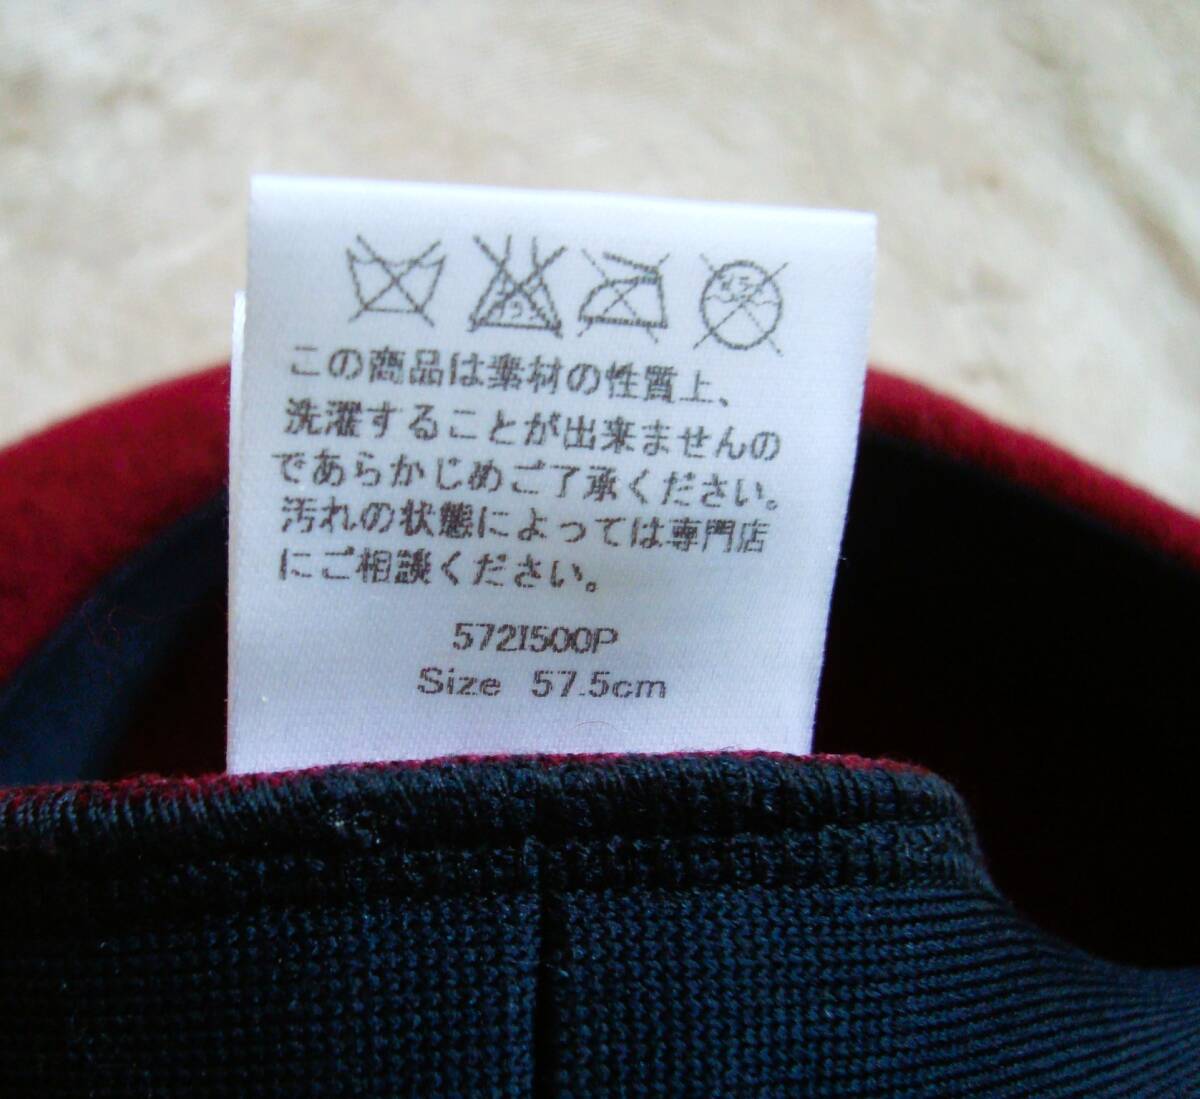 この商品は素材の性質上、
洗濯することが出来ませんの
であらかじめご了承ください。
汚れの状態によっては専門店
にご相談ください。
572I500P
Size 57.5cm